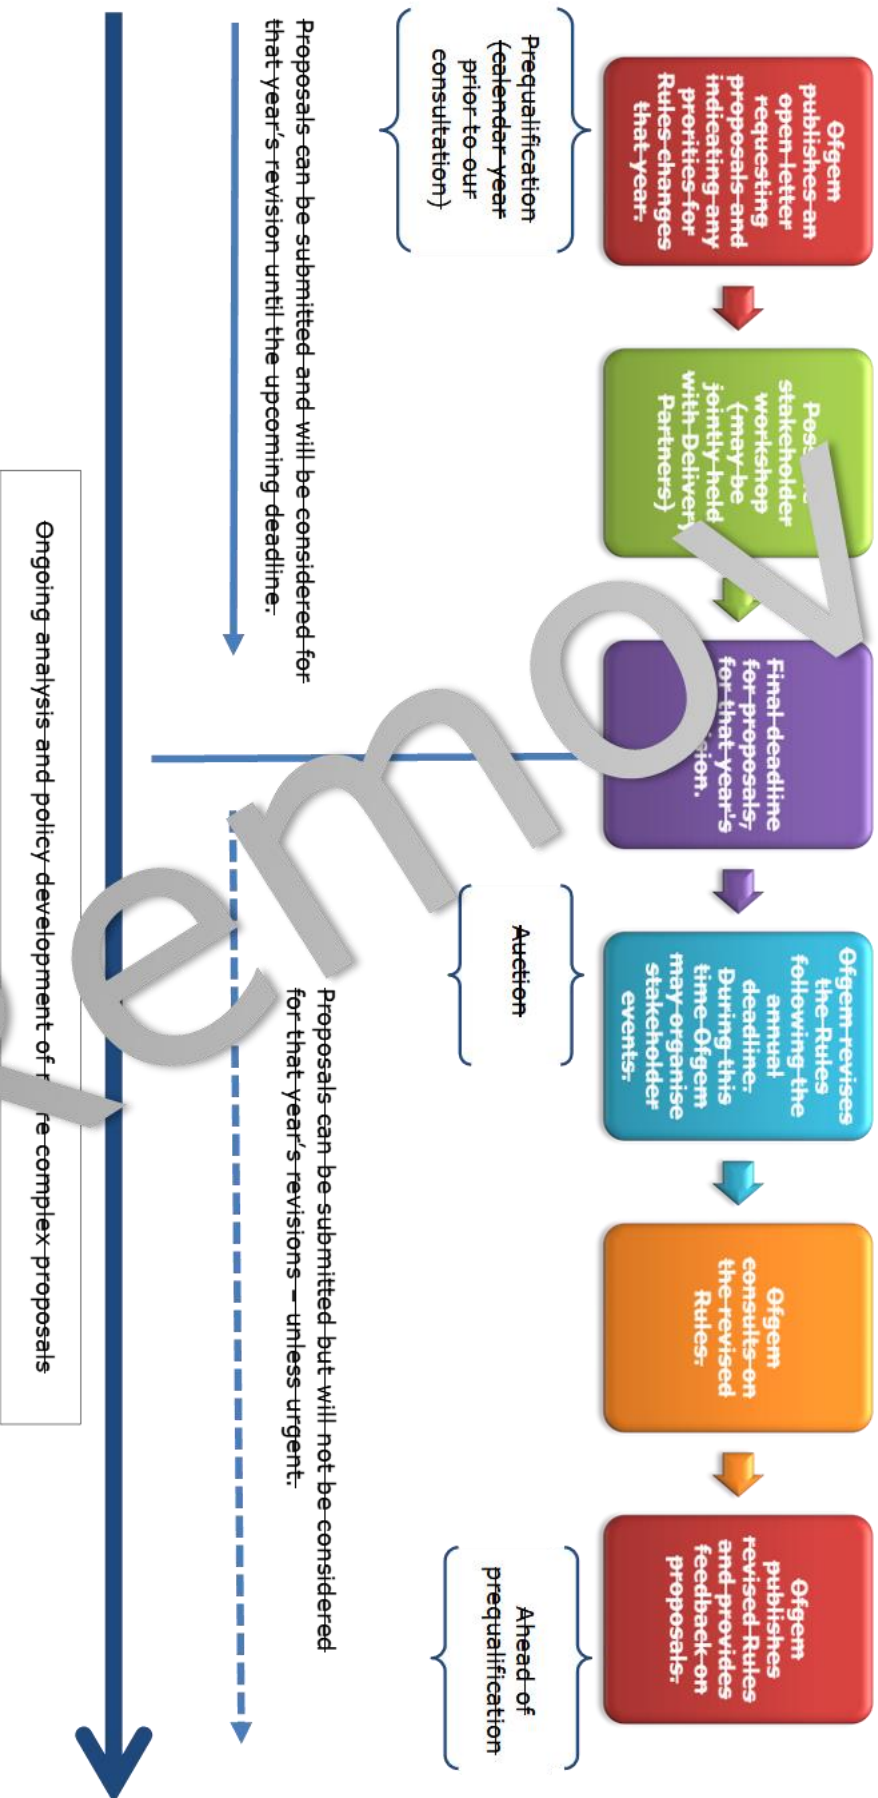 Ofgem
publishes an
open letter
requesting
proposals and
indicating any
priorities for
Rules changes
that year.
stakeholder
workshop
(may be
jointly held
with Delivery
Partners)
Final deadline
for proposals,
for that year's
Ofgem revises
the Rules
following the
annual
deadline.
During this
time Ofgem
may organise
stakeholder
events.
Ofgem
consults on
the revised
Rules.
Ofgem
publishes
revised Rules
and provides
feedback on
proposals.
Prequalification
(calendar year
prior to our
consultation)
Auction
Ahead of
prequalification
Proposals can be submitted and will be considered for
that year's revision until the upcoming deadline.
Proposals can be submitted but will not be considered
for that year's revisions – unless urgent.
Ongoing analysis and policy development of complex proposals
emov